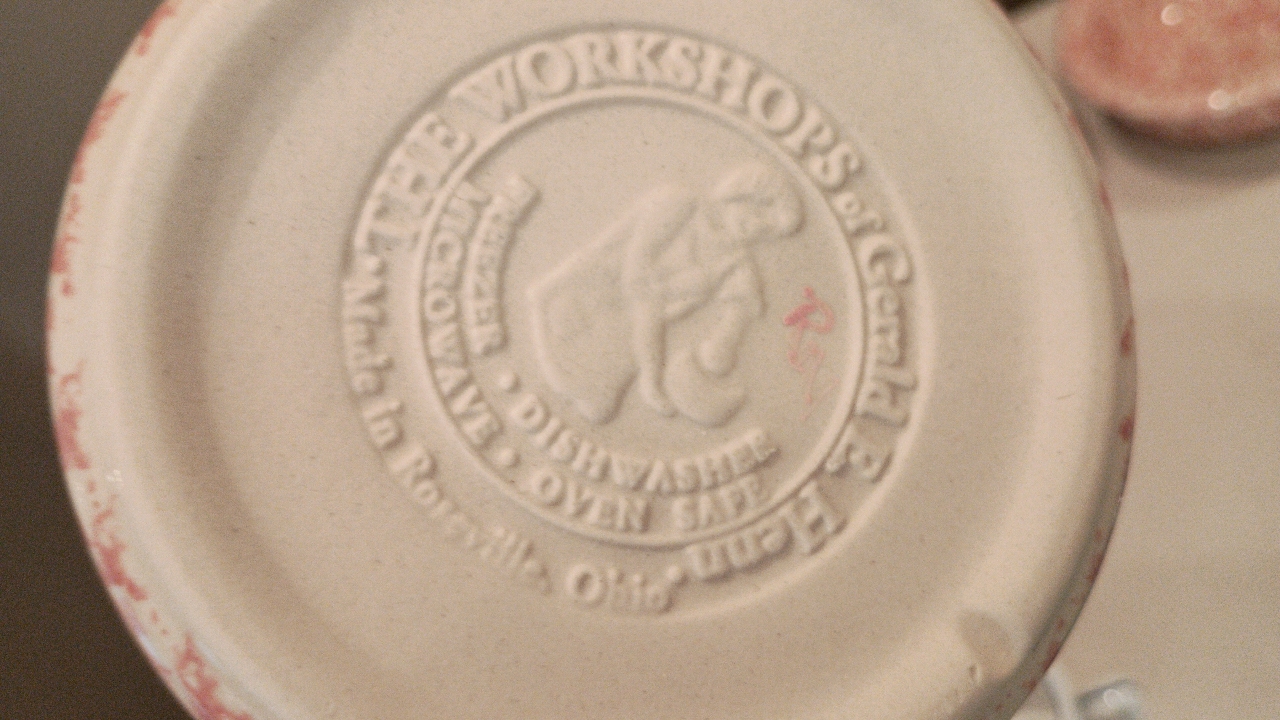 THE WORKSHOPS of Gerald E. Henn
• Made in Roseville, Ohio •
MICROWAVE • OVEN SAFE
FREEZER • DISHWASHER